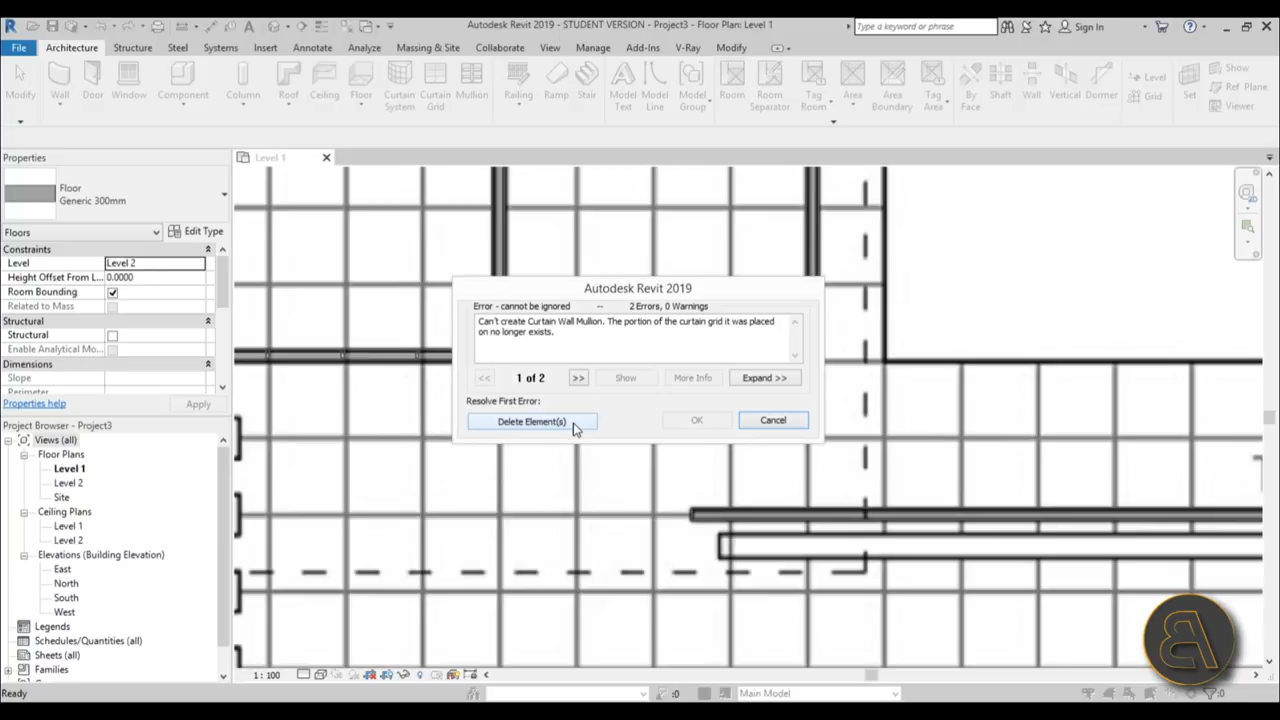 Autodesk Revit 2019 - STUDENT VERSION - Project3 - Floor Plan: Level 1
Type a keyword or phrase
Sign In
File Architecture Structure Steel Systems Insert Annotate Analyze Massing & Site Collaborate View Manage Add-Ins V-Ray Modify
Modify Wall Door Window Component Column Roof Ceiling Floor Curtain System Curtain Grid Mullion Railing Ramp Stair Model Text Model Line Model Group Room Room Separator Tag Room Area Area Boundary Tag Area By Face Shaft Wall Vertical Dormer Level Grid Set Show Ref Plane Viewer
Properties
Level 1
Floor
Generic 300mm
Floors
Edit Type
Constraints
Level Level 2
Height Offset From L... 0.0000
Room Bounding
Related to Mass
Structural
Structural
Enable Analytical Mo...
Dimensions
Slope
Perimeter
Properties help
Apply
Project Browser - Project3
Views (all)
Floor Plans
Level 1
Level 2
Site
Ceiling Plans
Level 1
Level 2
Elevations (Building Elevation)
East
North
South
West
Legends
Schedules/Quantities (all)
Sheets (all)
Families
Autodesk Revit 2019
Error - cannot be ignored -- 2 Errors, 0 Warnings
Can't create Curtain Wall Mullion. The portion of the curtain grid it was placed
on no longer exists.
<< 1 of 2 >> Show More Info Expand >>
Resolve First Error:
Delete Element(s) OK Cancel
1 : 100
Ready
:0
Main Model
:0